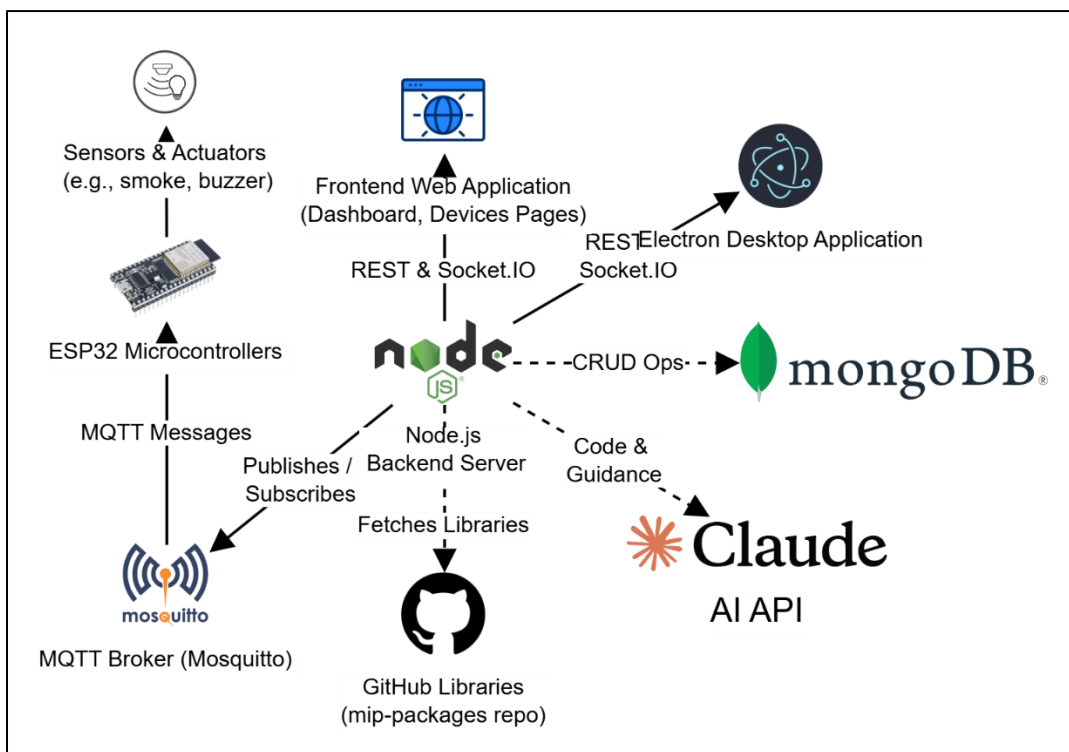 Sensors & Actuators
(e.g., smoke, buzzer)
Frontend Web Application
(Dashboard, Devices Pages)
REST
Electron Desktop Application
Socket.IO
REST & Socket.IO
ESP32 Microcontrollers
node
JS
CRUD Ops
mongoDB®
MQTT Messages
Node.js
Backend Server
Publishes /
Subscribes
Code &
Guidance
Fetches Libraries
Claude
AI API
mosquitto
MQTT Broker (Mosquitto)
GitHub Libraries
(mip-packages repo)